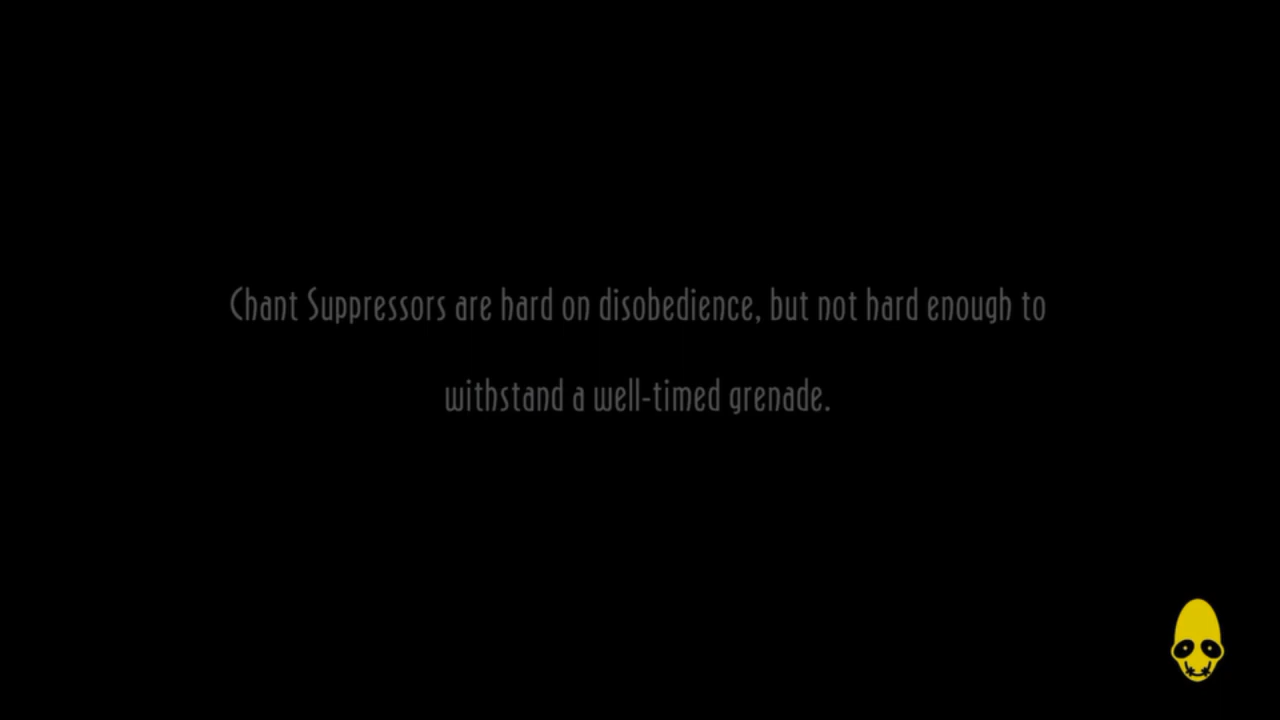 Chant Suppressors are hard on disobedience, but not hard enough to
withstand a well-timed grenade.